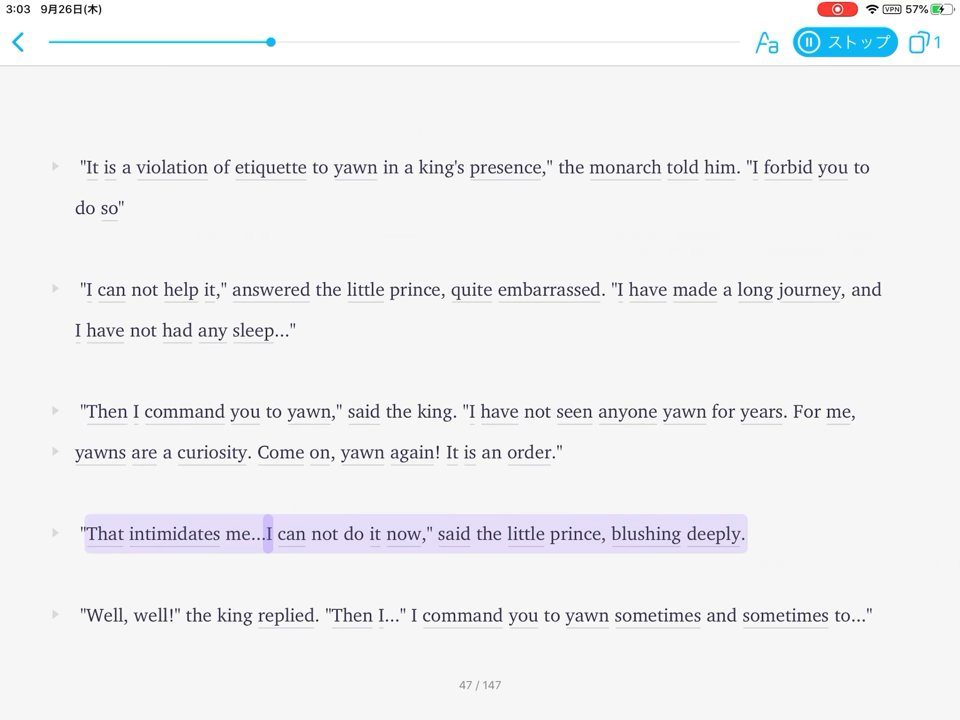 3:03 9月26日(木) VPN 57%
Aa ストップ 1
"It is a violation of etiquette to yawn in a king's presence," the monarch told him. "I forbid you to
do so"
"I can not help it," answered the little prince, quite embarrassed. "I have made a long journey, and
I have not had any sleep..."
"Then I command you to yawn," said the king. "I have not seen anyone yawn for years. For me,
yawns are a curiosity. Come on, yawn again! It is an order."
"That intimidates me...I can not do it now," said the little prince, blushing deeply.
"Well, well!" the king replied. "Then I..." I command you to yawn sometimes and sometimes to..."
47 / 147